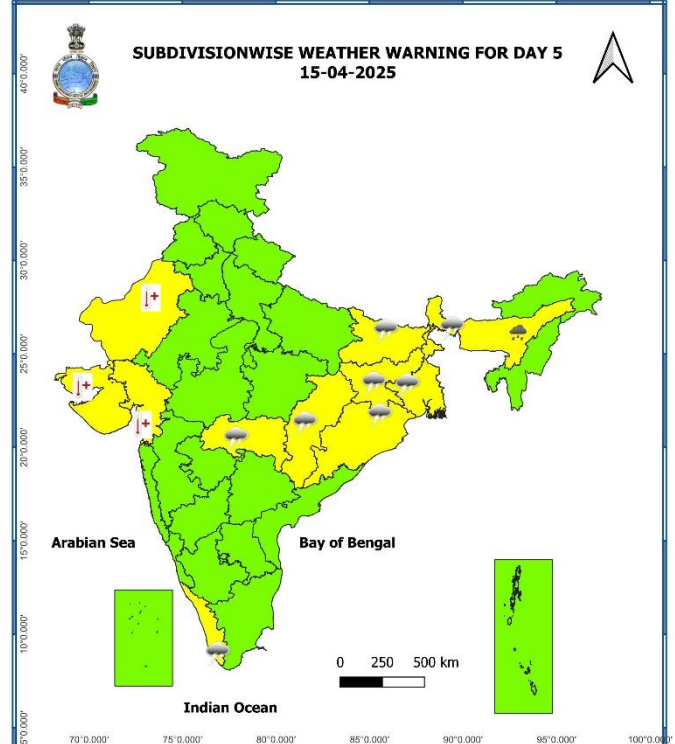 SUBDIVISIONWISE WEATHER WARNING FOR DAY 5
15-04-2025
40°0.000'
35°0.000'
30°0.000'
25°0.000'
20°0.000'
15°0.000'
10°0.000'
5°0.000'
Arabian Sea
Bay of Bengal
0 250 500 km
Indian Ocean
70°0.000' 75°0.000' 80°0.000' 85°0.000' 90°0.000' 95°0.000' 100°0.000'